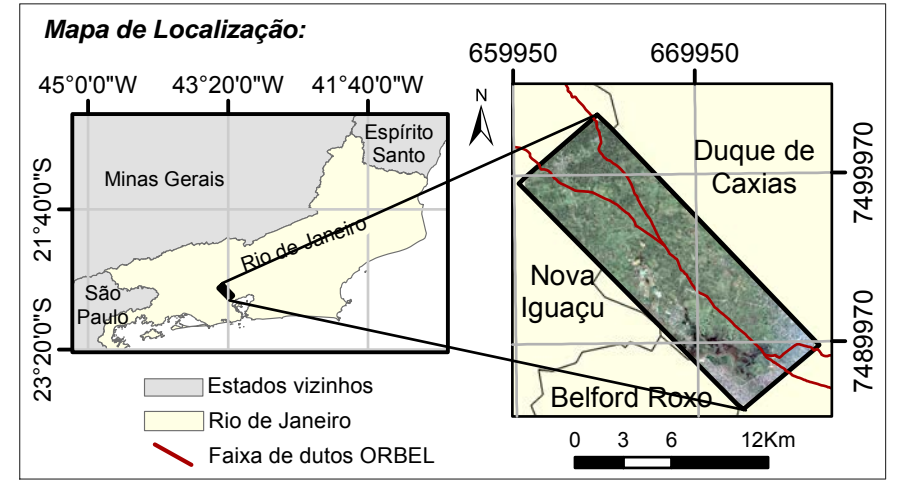 Mapa de Localização:
45°0'0"W 43°20'0"W 41°40'0"W
21°40'0"S
23°20'0"S
Espírito
Santo
Minas Gerais
Rio de Janeiro
São
Paulo
Estados vizinhos
Rio de Janeiro
Faixa de dutos ORBEL
N
659950 669950
7499970
7489970
Duque de
Caxias
Nova
Iguaçu
Belford Roxo
0 3 6 12Km